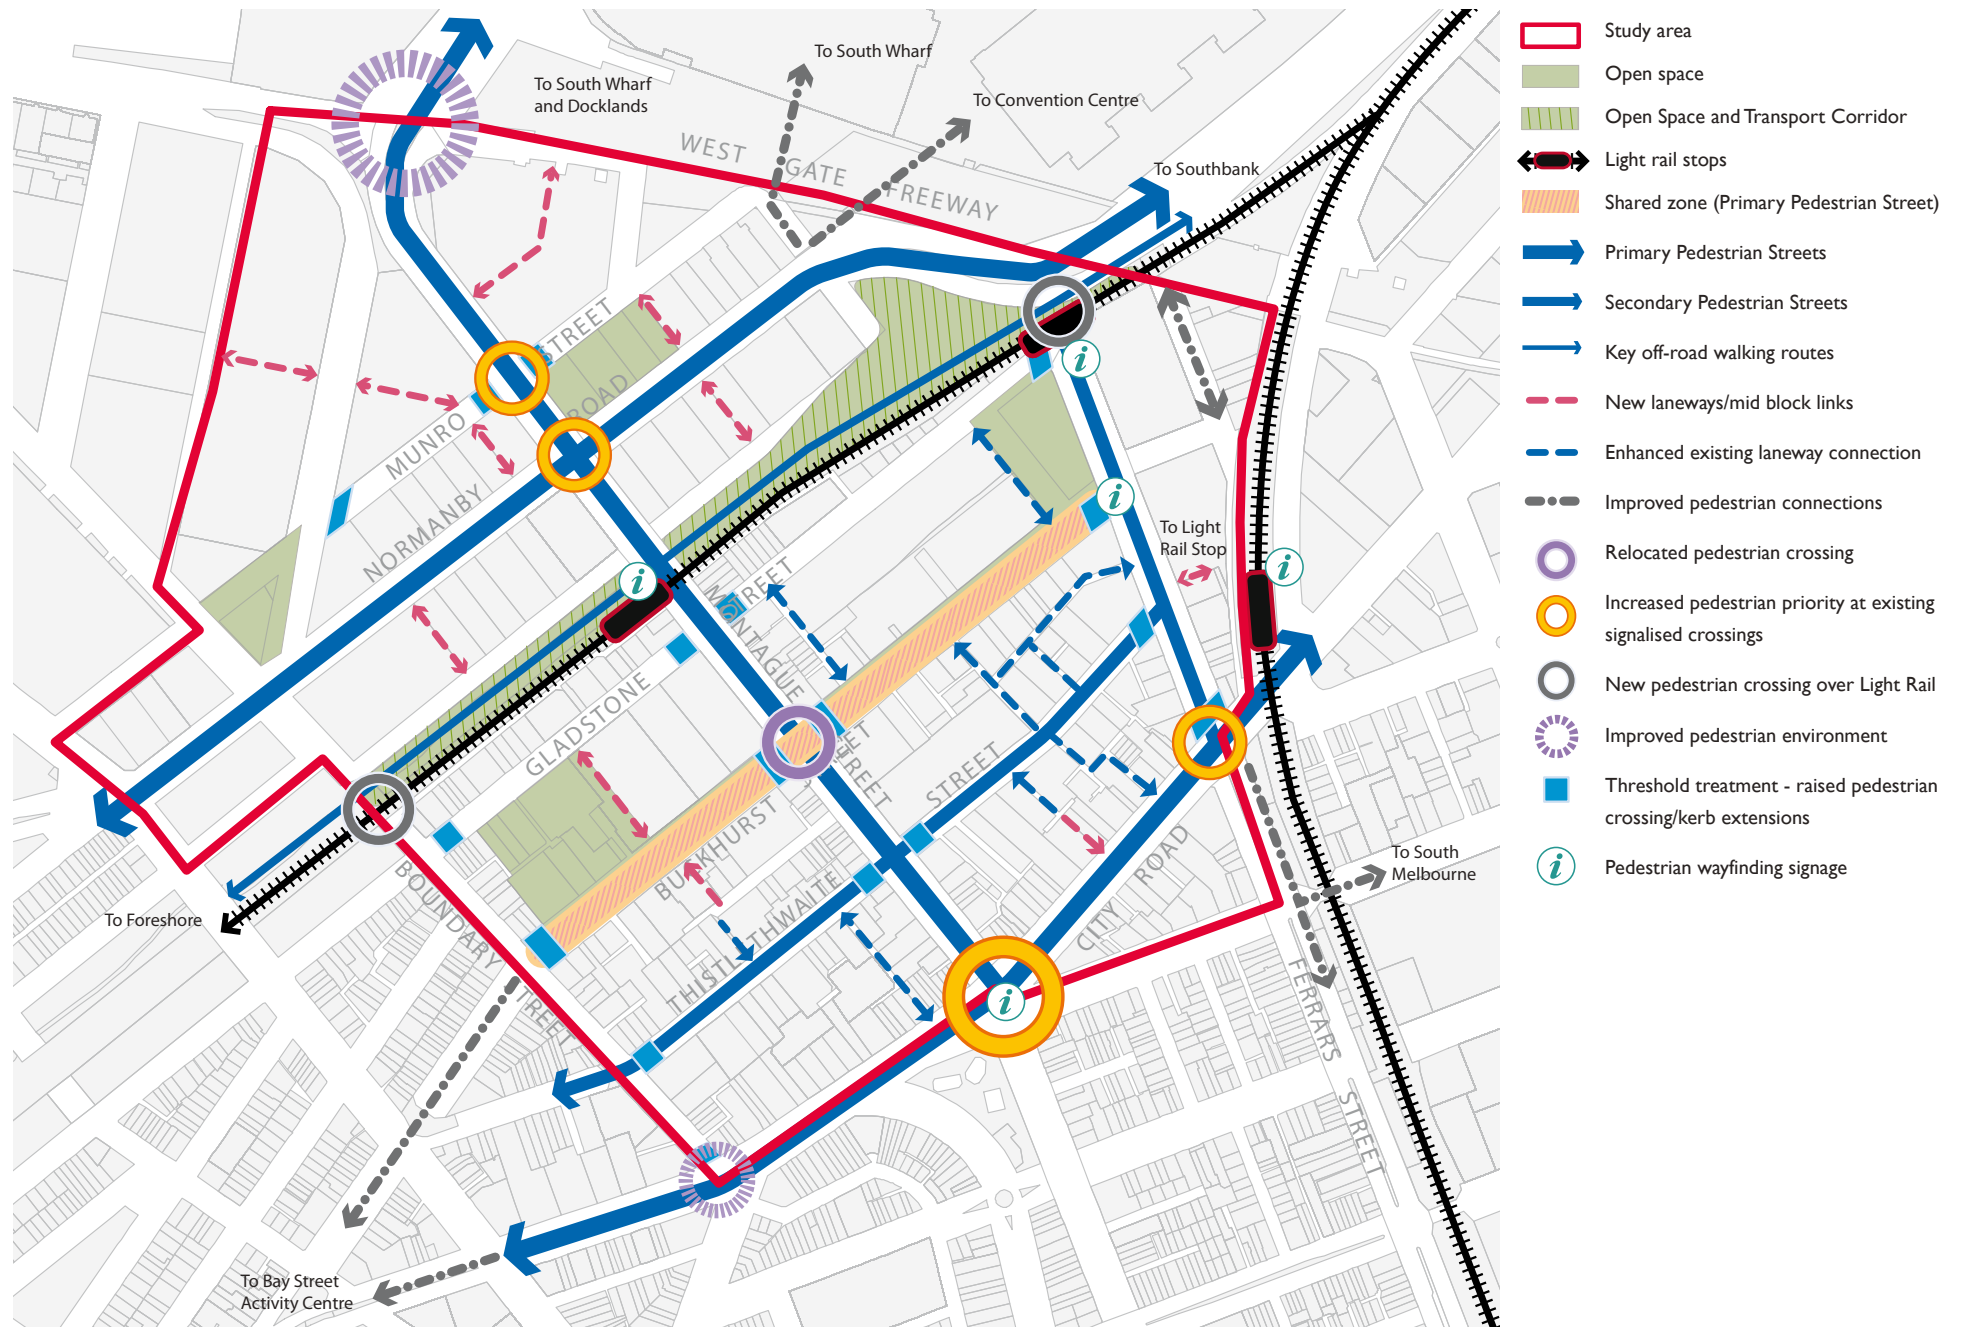 To South Wharf
To South Wharf
and Docklands
To Convention Centre
WEST GATE FREEWAY
To Southbank
STREET
ROAD
MUNRO
NORMANBY
To Light
Rail Stop
STREET
MONTAGUE
GLADSTONE
STREET
STREET
BUCKHURST
BOUNDARY
CITY ROAD
To South
Melbourne
To Foreshore
FERRARS
STREET
To Bay Street
Activity Centre
Study area
Open space
Open Space and Transport Corridor
Light rail stops
Shared zone (Primary Pedestrian Street)
Primary Pedestrian Streets
Secondary Pedestrian Streets
Key off-road walking routes
New laneways/mid block links
Enhanced existing laneway connection
Improved pedestrian connections
Relocated pedestrian crossing
Increased pedestrian priority at existing
signalised crossings
New pedestrian crossing over Light Rail
Improved pedestrian environment
Threshold treatment - raised pedestrian
crossing/kerb extensions
Pedestrian wayfinding signage
i
i
i
i
i
i